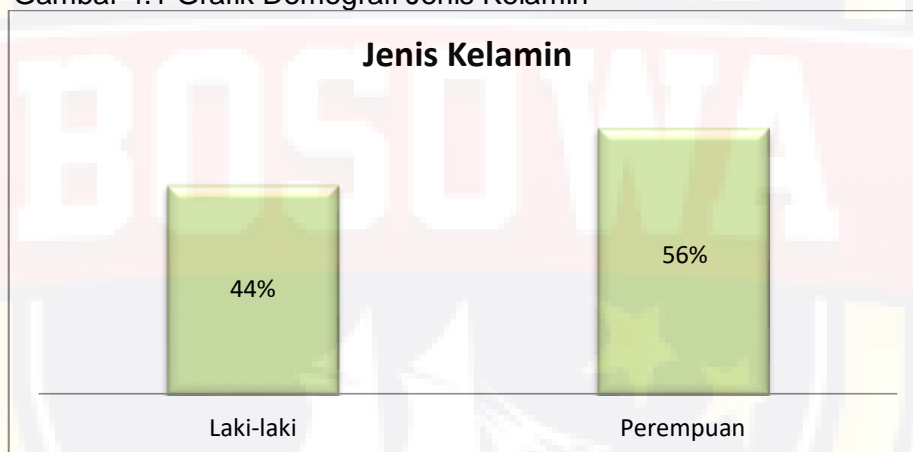 Gambar 4.1 Grafik Demografi Jenis Kelamin
Jenis Kelamin
BOSOWA
56%
44%
Laki-laki Perempuan